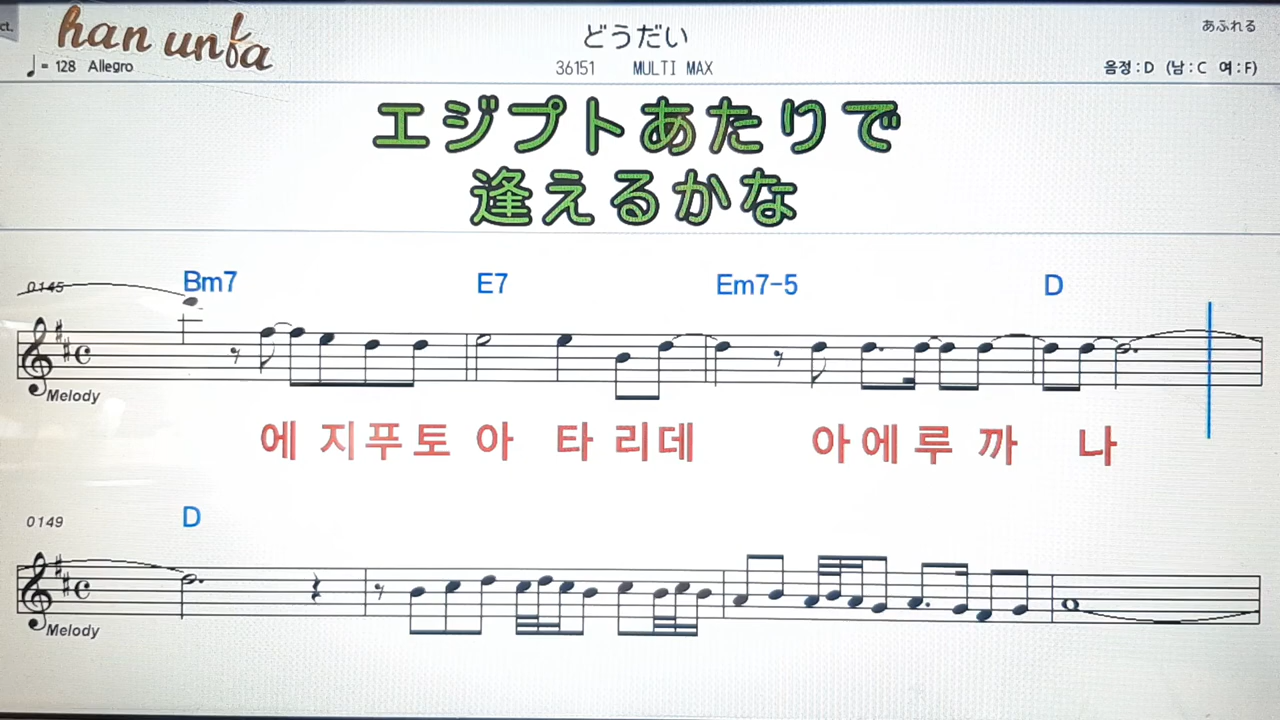 ct.
han unfa
どうだい
あふれる
♩= 128 Allegro
36151 MULTI MAX
음정:D (남:C 여:F)
エジプトあたりで
逢えるかな
0145
Bm7 E7 Em7-5 D
Melody
에 지푸토 아 타 리데 아에루 까 나
0149
D
Melody